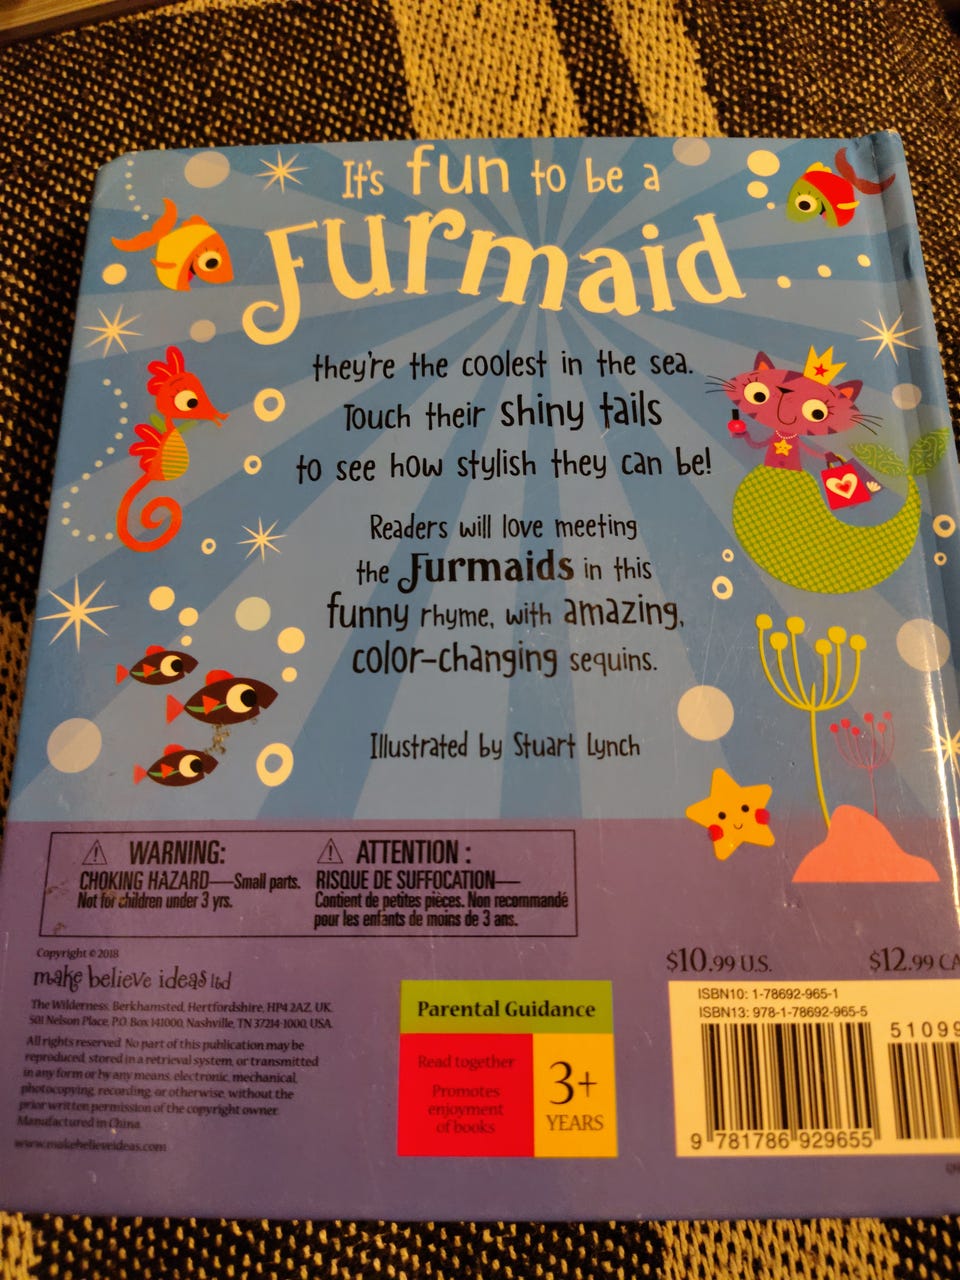 It's fun to be a
Furmaid
they're the coolest in the sea.
Touch their shiny tails
to see how stylish they can be!
Readers will love meeting
the Furmaids in this
funny rhyme, with amazing,
color-changing sequins.
Illustrated by Stuart Lynch
WARNING:
CHOKING HAZARD—Small parts.
Not for children under 3 yrs.
ATTENTION :
RISQUE DE SUFFOCATION—
Contient de petites pièces. Non recommandé
pour les enfants de moins de 3 ans.
Copyright © 2018
make believe ideas ltd
The Wilderness, Berkhamsted, Hertfordshire, HP4 2AZ, UK.
501 Nelson Place, P.O. Box 141000, Nashville, TN 37214-1000, USA.
All rights reserved. No part of this publication may be
reproduced, stored in a retrieval system, or transmitted
in any form or by any means, electronic, mechanical,
photocopying, recording, or otherwise, without the
prior written permission of the copyright owner.
Manufactured in China.
www.makebelieveideas.com
Parental Guidance
Read together
Promotes
enjoyment
of books
3+
YEARS
$10.99 U.S. $12.99 CA
ISBN10: 1-78692-965-1
ISBN13: 978-1-78692-965-5
51099
9 781786 929655